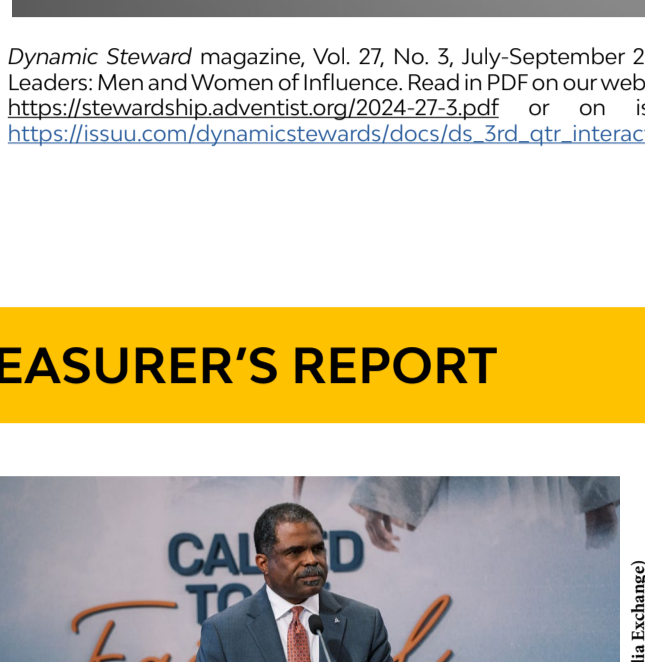 Dynamic Steward magazine, Vol. 27, No. 3, July-September 2
Leaders: Men and Women of Influence. Read in PDF on our web
https://stewardship.adventist.org/2024-27-3.pdf or on is
https://issuu.com/dynamicstewards/docs/ds_3rd_qtr_interac
EASURER’S REPORT
CAL D
TO
lia Exchange)